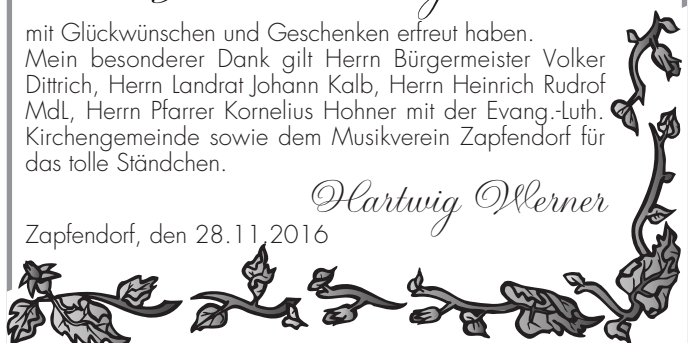 mit Glückwünschen und Geschenken erfreut haben.
Mein besonderer Dank gilt Herrn Bürgermeister Volker
Dittrich, Herrn Landrat Johann Kalb, Herrn Heinrich Rudrof
MdL, Herrn Pfarrer Kornelius Hohner mit der Evang.-Luth.
Kirchengemeinde sowie dem Musikverein Zapfendorf für
das tolle Ständchen.
Hartwig Werner
Zapfendorf, den 28.11.2016